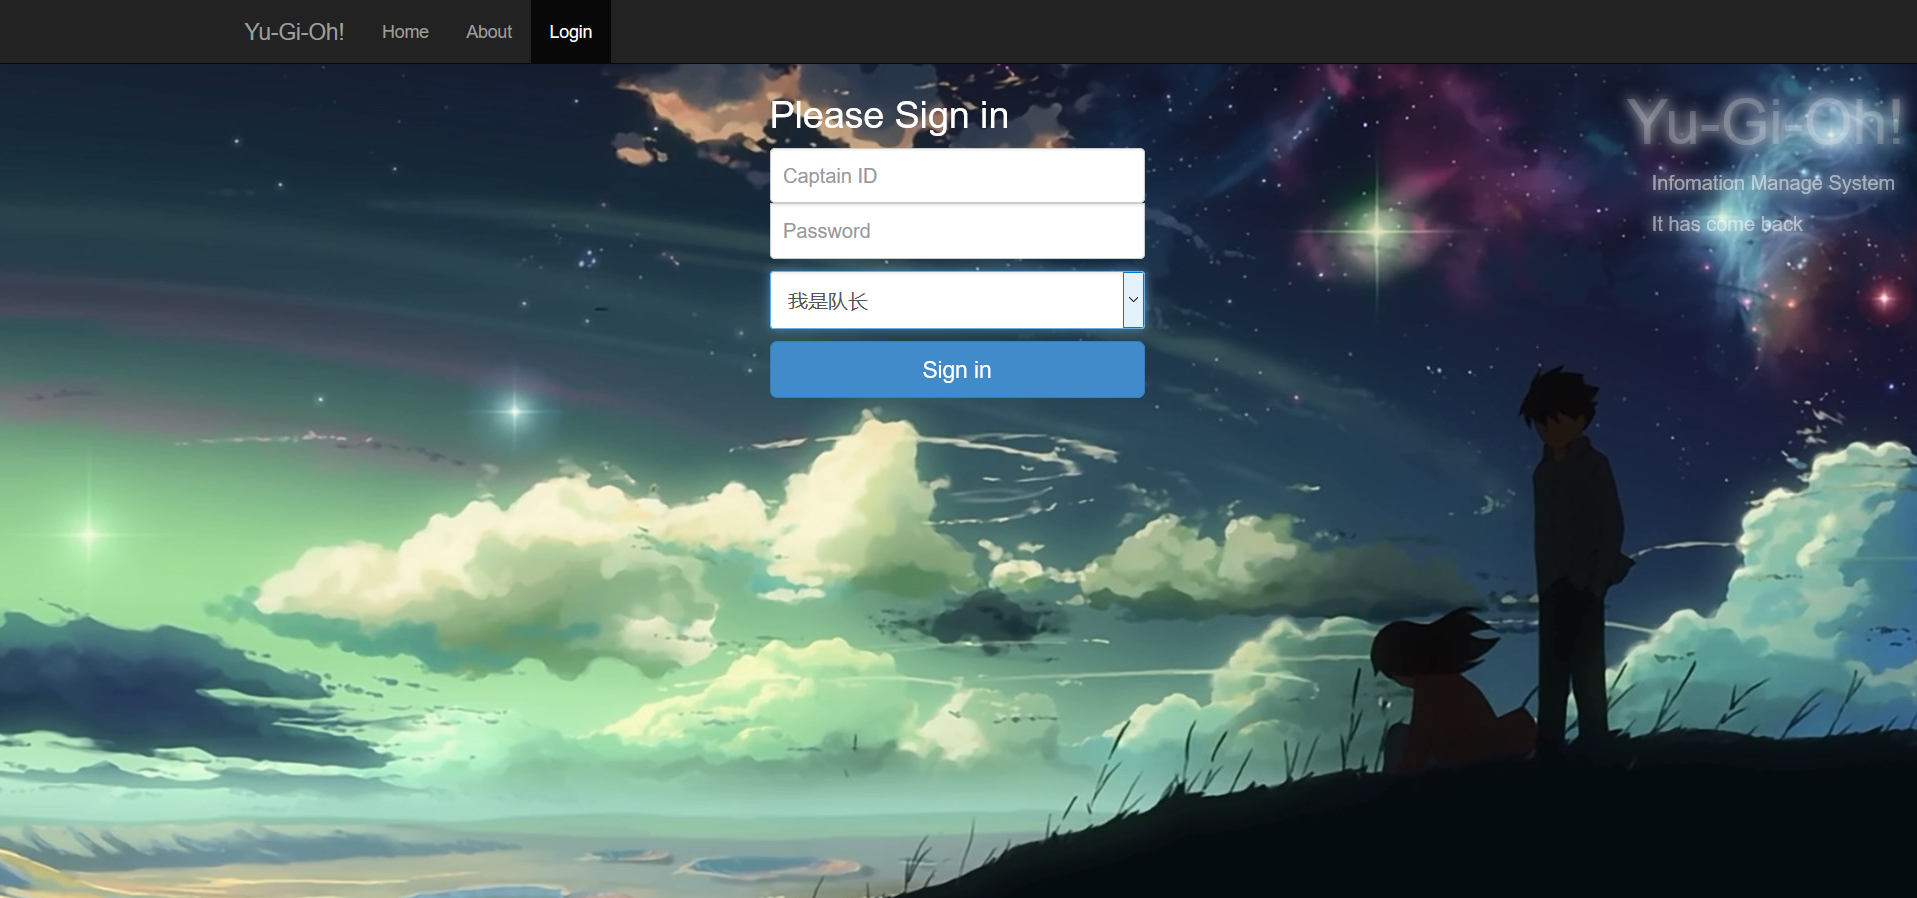 Yu-Gi-Oh! Home About Login
Please Sign in
Captain ID
Password
我是队长
Sign in
Yu-Gi-Oh!
Infomation Manage System
It has come back